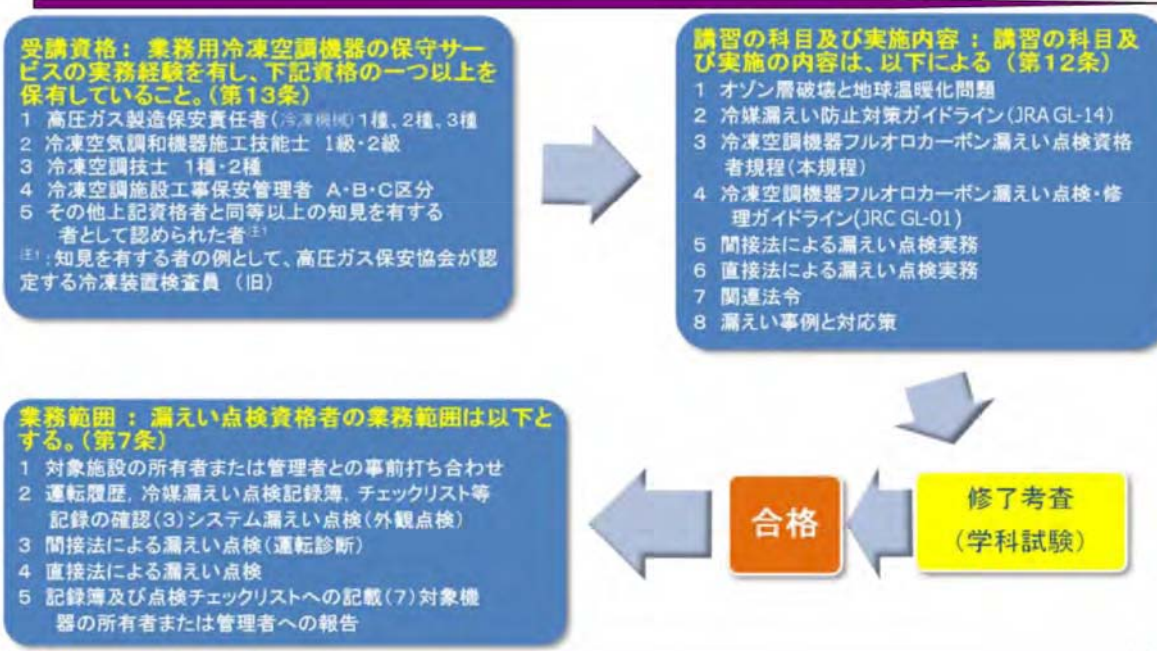 受講資格： 業務用冷凍空調機器の保守サー
ビスの実務経験を有し、下記資格の一つ以上を
保有していること。（第13条）
1 高圧ガス製造保安責任者（冷凍機械）1種、2種、3種
2 冷凍空気調和機器施工技能士 1級・2級
3 冷凍空調技士 1種・2種
4 冷凍空調施設工事保安管理者 A・B・C区分
5 その他上記資格者と同等以上の知見を有する
者として認められた者注1
注1：知見を有する者の例として、高圧ガス保安協会が認
定する冷凍装置検査員 （旧）
講習の科目及び実施内容 ： 講習の科目及
び実施の内容は、以下による （第12条）
1 オゾン層破壊と地球温暖化問題
2 冷媒漏えい防止対策ガイドライン（JRA GL-14）
3 冷凍空調機器フルオロカーボン漏えい点検資格
者規程（本規程）
4 冷凍空調機器フルオロカーボン漏えい点検・修
理ガイドライン（JRC GL-01）
5 間接法による漏えい点検実務
6 直接法による漏えい点検実務
7 関連法令
8 漏えい事例と対応策
修了考査
（学科試験）
合格
業務範囲 ： 漏えい点検資格者の業務範囲は以下と
する。（第7条）
1 対象施設の所有者または管理者との事前打ち合わせ
2 運転履歴，冷媒漏えい点検記録簿，チェックリスト等
記録の確認（3）システム漏えい点検（外観点検）
3 間接法による漏えい点検（運転診断）
4 直接法による漏えい点検
5 記録簿及び点検チェックリストへの記載（7）対象機
器の所有者または管理者への報告